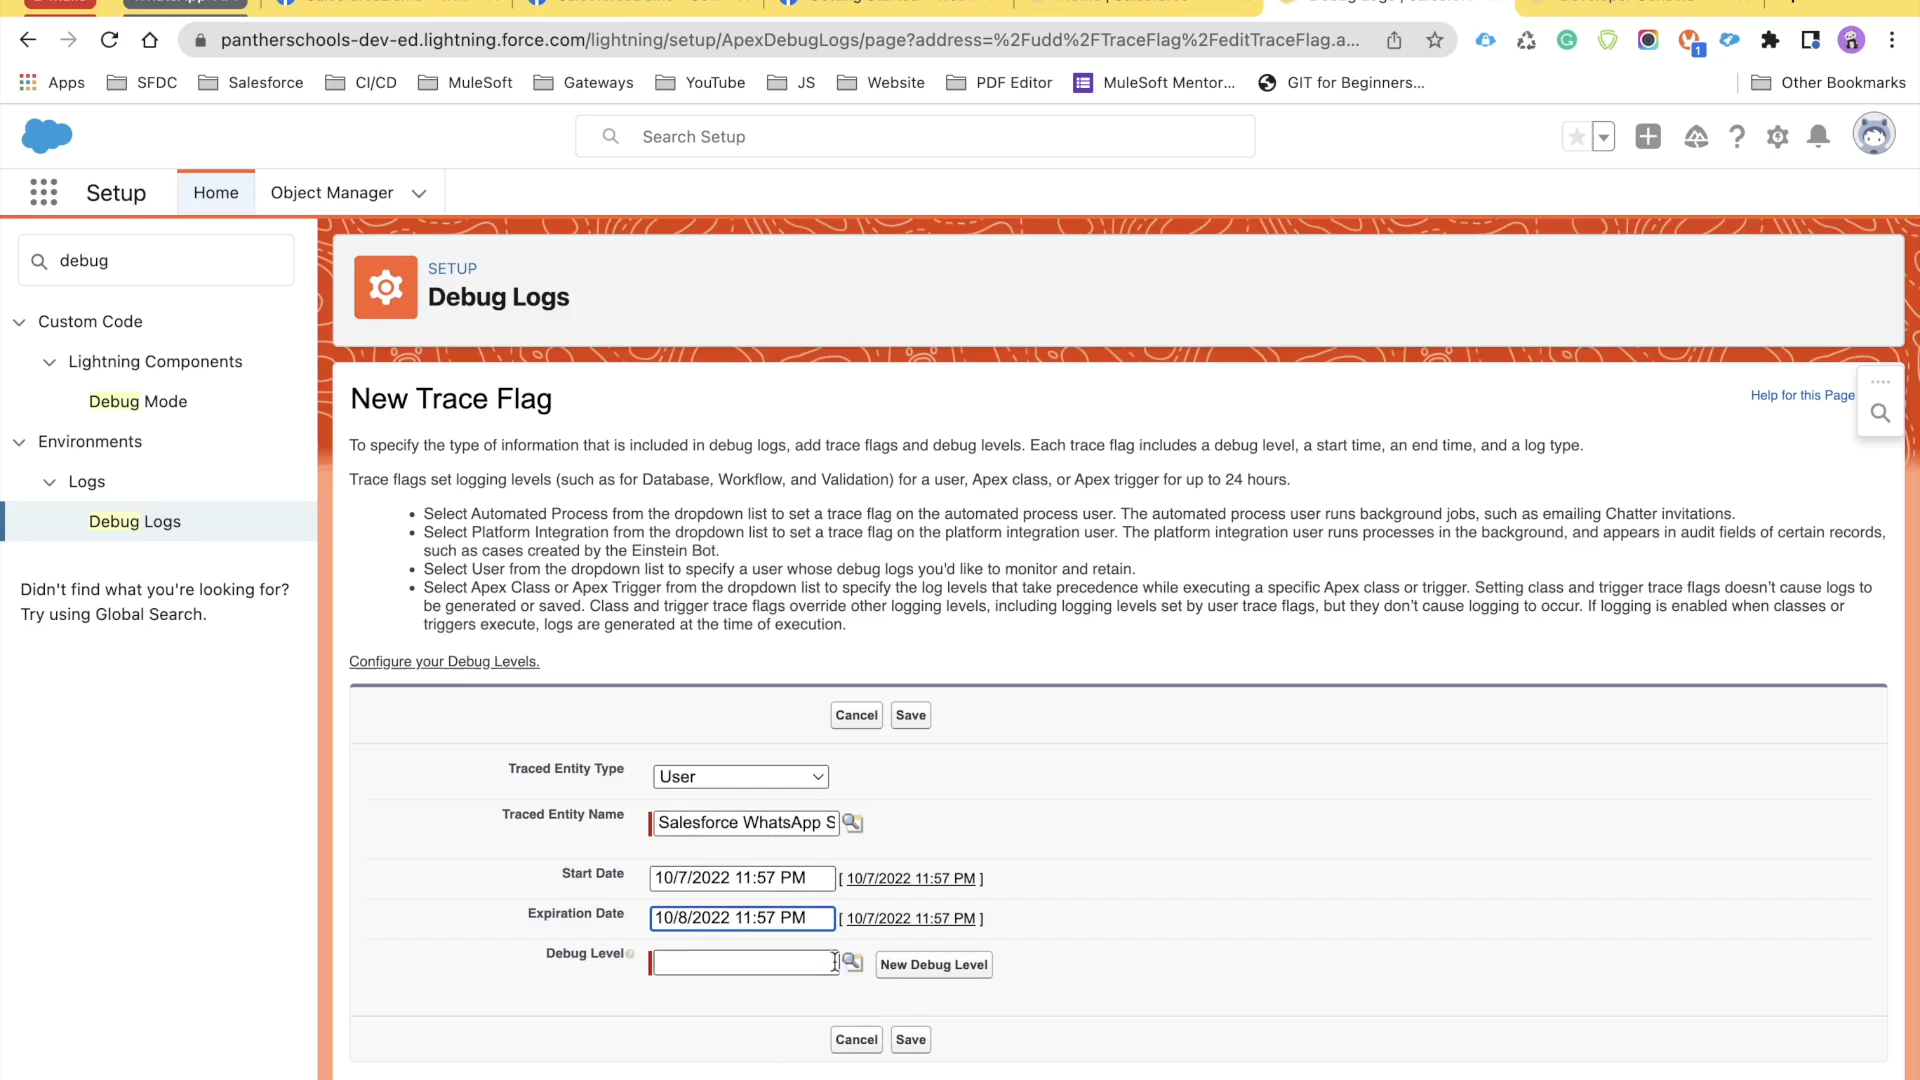 pantherschools-dev-ed.lightning.force.com/lightning/setup/ApexDebugLogs/page?address=%2Fudd%2FTraceFlag%2FeditTraceFlag.a...
1
Apps SFDC Salesforce CI/CD MuleSoft Gateways YouTube JS Website PDF Editor MuleSoft Mentor... GIT for Beginners... Other Bookmarks
Search Setup
Setup Home Object Manager
debug
Custom Code
Lightning Components
Debug Mode
Environments
Logs
Debug Logs
Didn't find what you're looking for?
Try using Global Search.
SETUP
Debug Logs
New Trace Flag
Help for this Page
To specify the type of information that is included in debug logs, add trace flags and debug levels. Each trace flag includes a debug level, a start time, an end time, and a log type.
Trace flags set logging levels (such as for Database, Workflow, and Validation) for a user, Apex class, or Apex trigger for up to 24 hours.
• Select Automated Process from the dropdown list to set a trace flag on the automated process user. The automated process user runs background jobs, such as emailing Chatter invitations.
• Select Platform Integration from the dropdown list to set a trace flag on the platform integration user. The platform integration user runs processes in the background, and appears in audit fields of certain records,
such as cases created by the Einstein Bot.
• Select User from the dropdown list to specify a user whose debug logs you'd like to monitor and retain.
• Select Apex Class or Apex Trigger from the dropdown list to specify the log levels that take precedence while executing a specific Apex class or trigger. Setting class and trigger trace flags doesn't cause logs to
be generated or saved. Class and trigger trace flags override other logging levels, including logging levels set by user trace flags, but they don't cause logging to occur. If logging is enabled when classes or
triggers execute, logs are generated at the time of execution.
Configure your Debug Levels.
Cancel Save
Traced Entity Type User
Traced Entity Name Salesforce WhatsApp S
Start Date 10/7/2022 11:57 PM [ 10/7/2022 11:57 PM ]
Expiration Date 10/8/2022 11:57 PM [ 10/7/2022 11:57 PM ]
Debug Level New Debug Level
Cancel Save